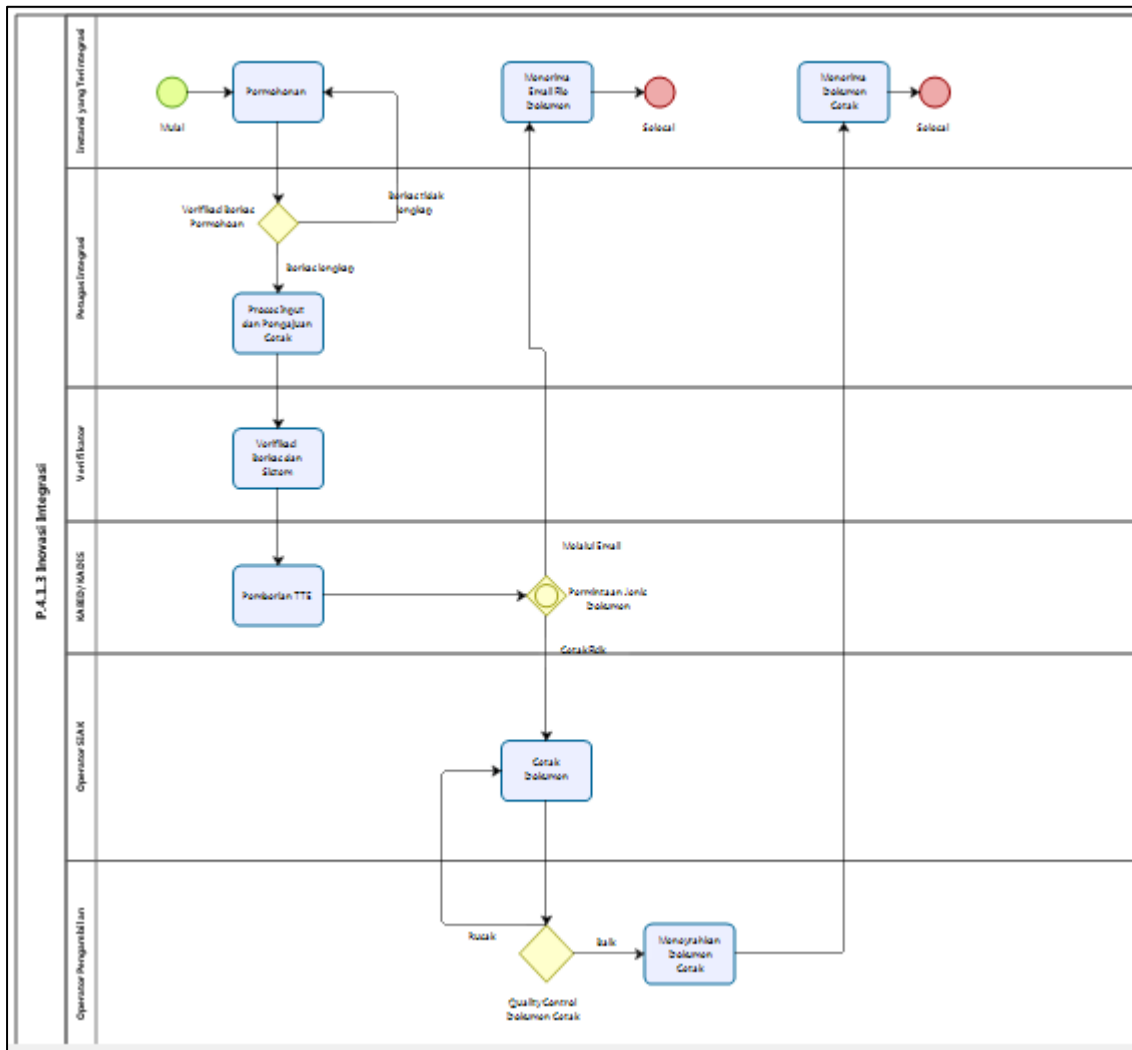 P.4.1.3 Inovasi Integrasi
Instansi yang Terintegrasi
Mulai
Permohonan
Menerima
Email File
Dokumen
Selesai
Menerima
Dokumen
Cetak
Selesai
Petugas Integrasi
Verifikasi Berkas
Permohoan
Berkas tidak
lengkap
Berkas lengkap
Proses Input
dan Pengajuan
Cetak
Verifikator
Verifikasi
Berkas dan
Sistem
KABID/ KADIS
Pemberian TTE
Melalui Email
Permintaan Jenis
Dokumen
Cetak Fisik
Operator SIAK
Cetak
Dokumen
Operator Pengambilan
Rusak
Baik
Menyerahkan
Dokumen
Cetak
Quality Control
Dokumen Cetak